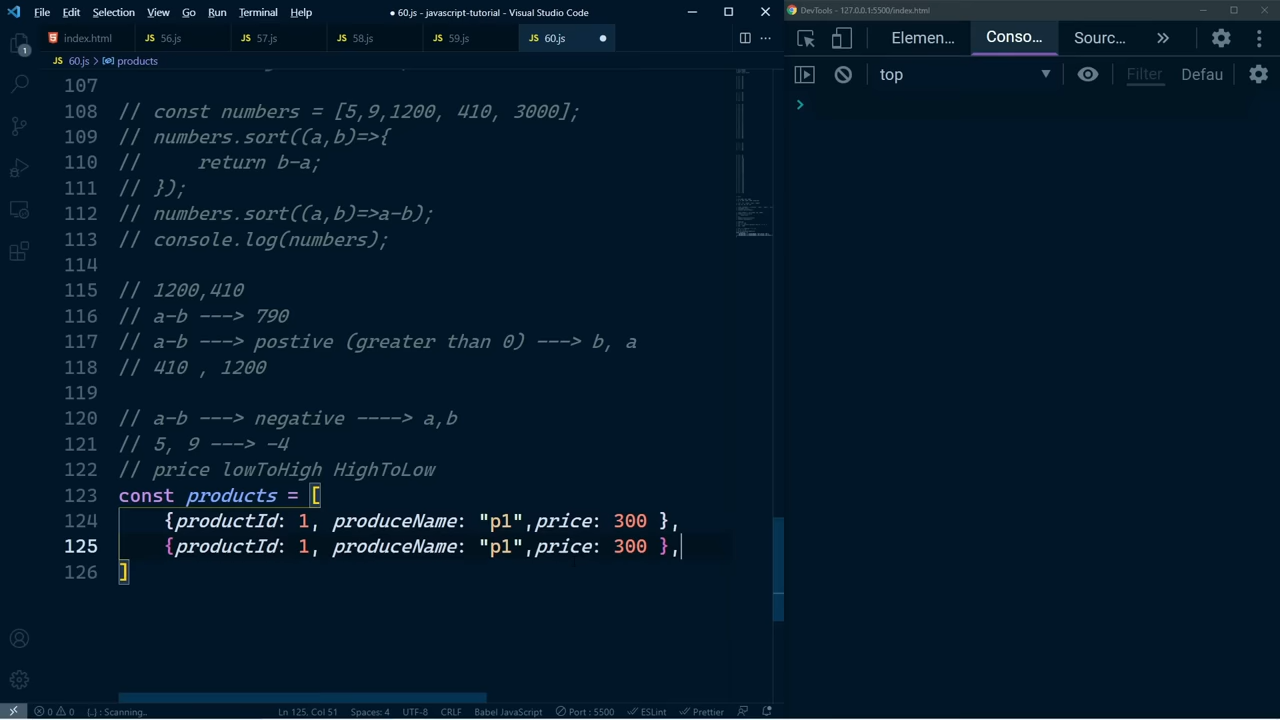 File Edit Selection View Go Run Terminal Help ● 60.js - javascript-tutorial - Visual Studio Code
DevTools - 127.0.0.1:5500/index.html
index.html JS 56.js JS 57.js JS 58.js JS 59.js JS 60.js
Elemen... Conso... Sourc...
JS 60.js > products
top Filter Defau
107
108 // const numbers = [5,9,1200, 410, 3000];
109 // numbers.sort((a,b)=>{
110 //     return b-a;
111 // });
112 // numbers.sort((a,b)=>a-b);
113 // console.log(numbers);
114
115 // 1200,410
116 // a-b ---> 790
117 // a-b ---> postive (greater than 0) ---> b, a
118 // 410 , 1200
119
120 // a-b ---> negative ----> a,b
121 // 5, 9 ---> -4
122 // price lowToHigh HighToLow
123 const products = [
124     {productId: 1, produceName: "p1",price: 300 },
125     {productId: 1, produceName: "p1",price: 300 },
126 ]
1
0 0 {..} : Scanning.. Ln 125, Col 51 Spaces: 4 UTF-8 CRLF Babel JavaScript Port : 5500 ESLint Prettier